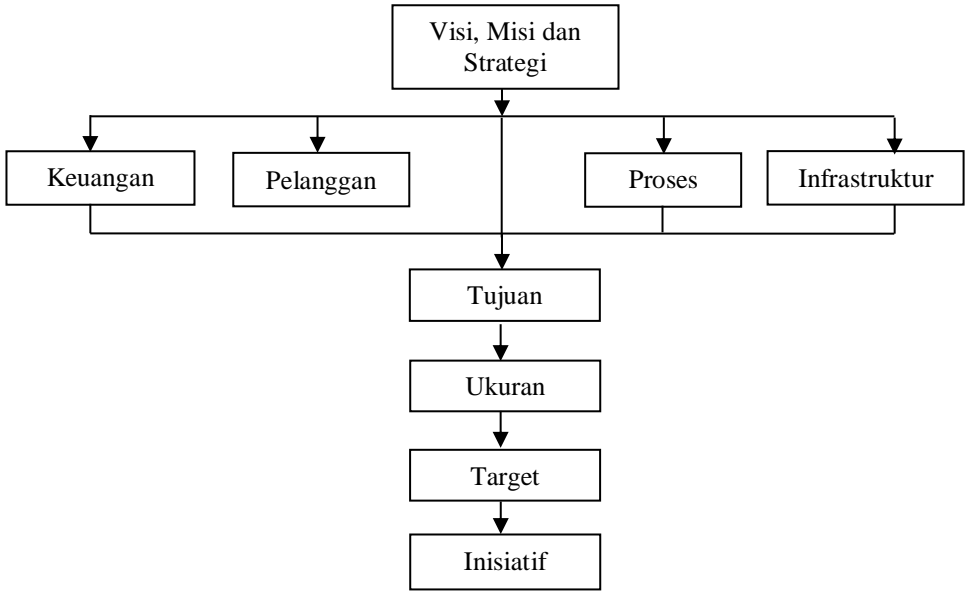 Visi, Misi dan
Strategi
Keuangan
Pelanggan
Proses
Infrastruktur
Tujuan
Ukuran
Target
Inisiatif